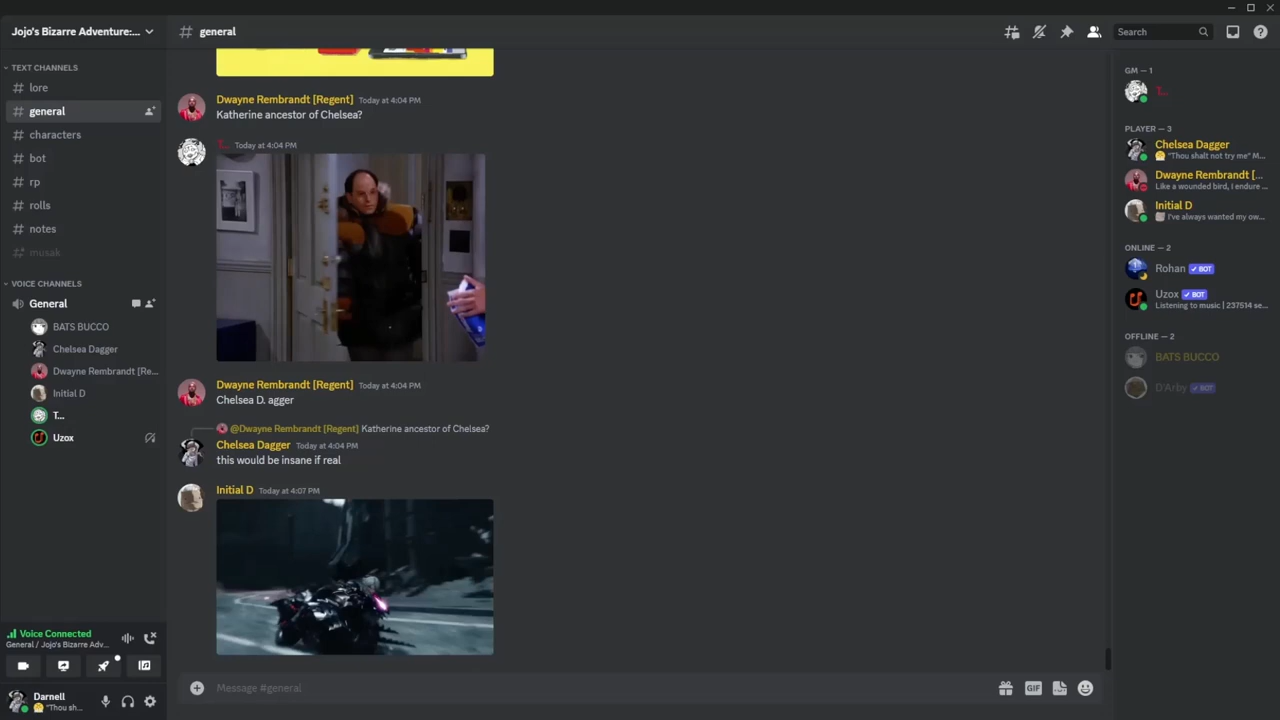 Jojo's Bizarre Adventure:...
general
Search
TEXT CHANNELS
lore
general
characters
bot
rp
rolls
notes
musak
VOICE CHANNELS
General
BATS BUCCO
Chelsea Dagger
Dwayne Rembrandt [Re...
Initial D
T...
Uzox
Voice Connected
General / Jojo's Bizarre Adv...
Darnell
"Thou sh...
Dwayne Rembrandt [Regent] Today at 4:04 PM
Katherine ancestor of Chelsea?
T... Today at 4:04 PM
Dwayne Rembrandt [Regent] Today at 4:04 PM
Chelsea D. agger
@Dwayne Rembrandt [Regent] Katherine ancestor of Chelsea?
Chelsea Dagger Today at 4:04 PM
this would be insane if real
Initial D Today at 4:07 PM
Message #general
GIF
GM — 1
T...
PLAYER — 3
Chelsea Dagger
"Thou shalt not try me" M...
Dwayne Rembrandt [...
Like a wounded bird, I endure ...
Initial D
I've always wanted my ow...
ONLINE — 2
Rohan BOT
Uzox BOT
Listening to music | 237514 se...
OFFLINE — 2
BATS BUCCO
D'Arby BOT